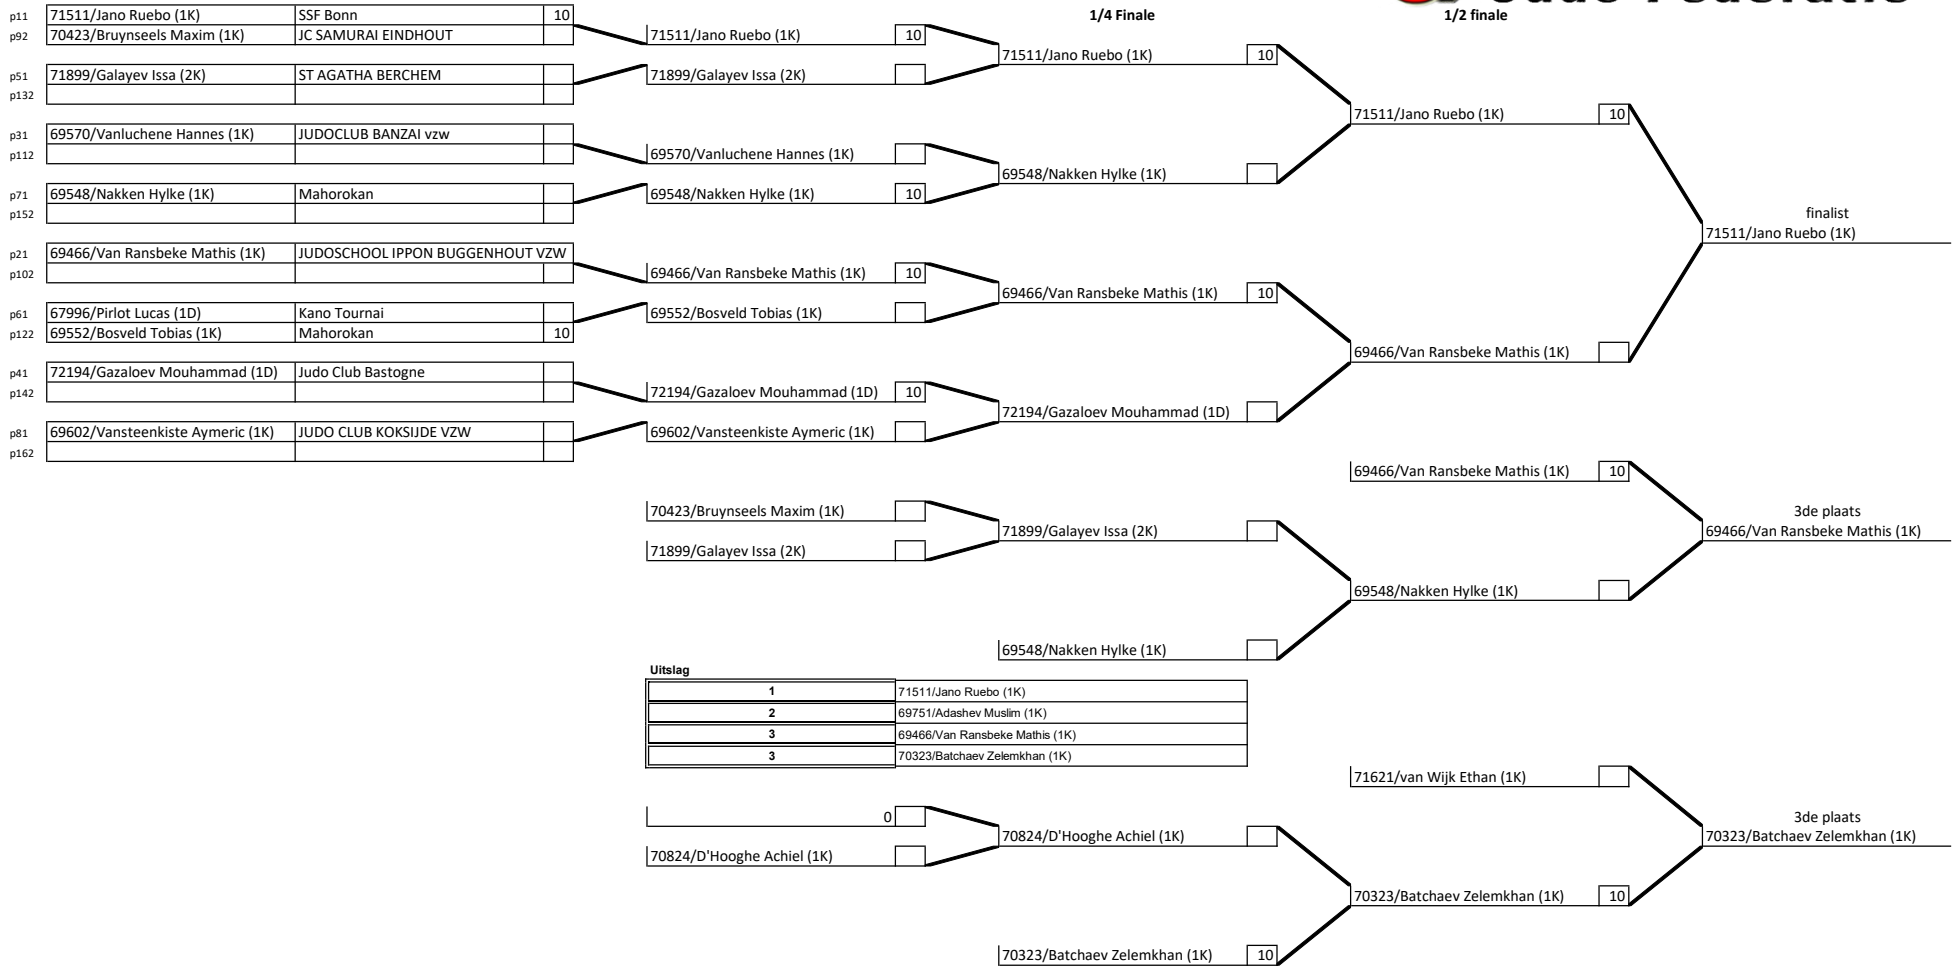 1/4 Finale
1/2 finale
p11 71511/Jano Ruebo (1K) SSF Bonn 10
p92 70423/Bruynseels Maxim (1K) JC SAMURAI EINDHOUT
71511/Jano Ruebo (1K) 10
71511/Jano Ruebo (1K) 10
p51 71899/Galayev Issa (2K) ST AGATHA BERCHEM
71899/Galayev Issa (2K)
p132
71511/Jano Ruebo (1K) 10
p31 69570/Vanluchene Hannes (1K) JUDOCLUB BANZAI vzw
p112
69570/Vanluchene Hannes (1K)
69548/Nakken Hylke (1K)
p71 69548/Nakken Hylke (1K) Mahorokan
69548/Nakken Hylke (1K) 10
p152
finalist
71511/Jano Ruebo (1K)
p21 69466/Van Ransbeke Mathis (1K) JUDOSCHOOL IPPON BUGGENHOUT VZW
p102
69466/Van Ransbeke Mathis (1K) 10
69466/Van Ransbeke Mathis (1K) 10
p61 67996/Pirlot Lucas (1D) Kano Tournai
69552/Bosveld Tobias (1K)
p122 69552/Bosveld Tobias (1K) Mahorokan 10
69466/Van Ransbeke Mathis (1K)
p41 72194/Gazaloev Mouhammad (1D) Judo Club Bastogne
p142
72194/Gazaloev Mouhammad (1D) 10
72194/Gazaloev Mouhammad (1D)
p81 69602/Vansteenkiste Aymeric (1K) JUDO CLUB KOKSIJDE VZW
69602/Vansteenkiste Aymeric (1K)
p162
69466/Van Ransbeke Mathis (1K) 10
70423/Bruynseels Maxim (1K)
3de plaats
71899/Galayev Issa (2K)
69466/Van Ransbeke Mathis (1K)
71899/Galayev Issa (2K)
69548/Nakken Hylke (1K)
69548/Nakken Hylke (1K)
Uitslag
1 71511/Jano Ruebo (1K)
2 69751/Adashev Muslim (1K)
3 69466/Van Ransbeke Mathis (1K)
3 70323/Batchaev Zelemkhan (1K)
71621/van Wijk Ethan (1K)
0
3de plaats
70824/D'Hooghe Achiel (1K)
70323/Batchaev Zelemkhan (1K)
70824/D'Hooghe Achiel (1K)
70323/Batchaev Zelemkhan (1K) 10
70323/Batchaev Zelemkhan (1K) 10